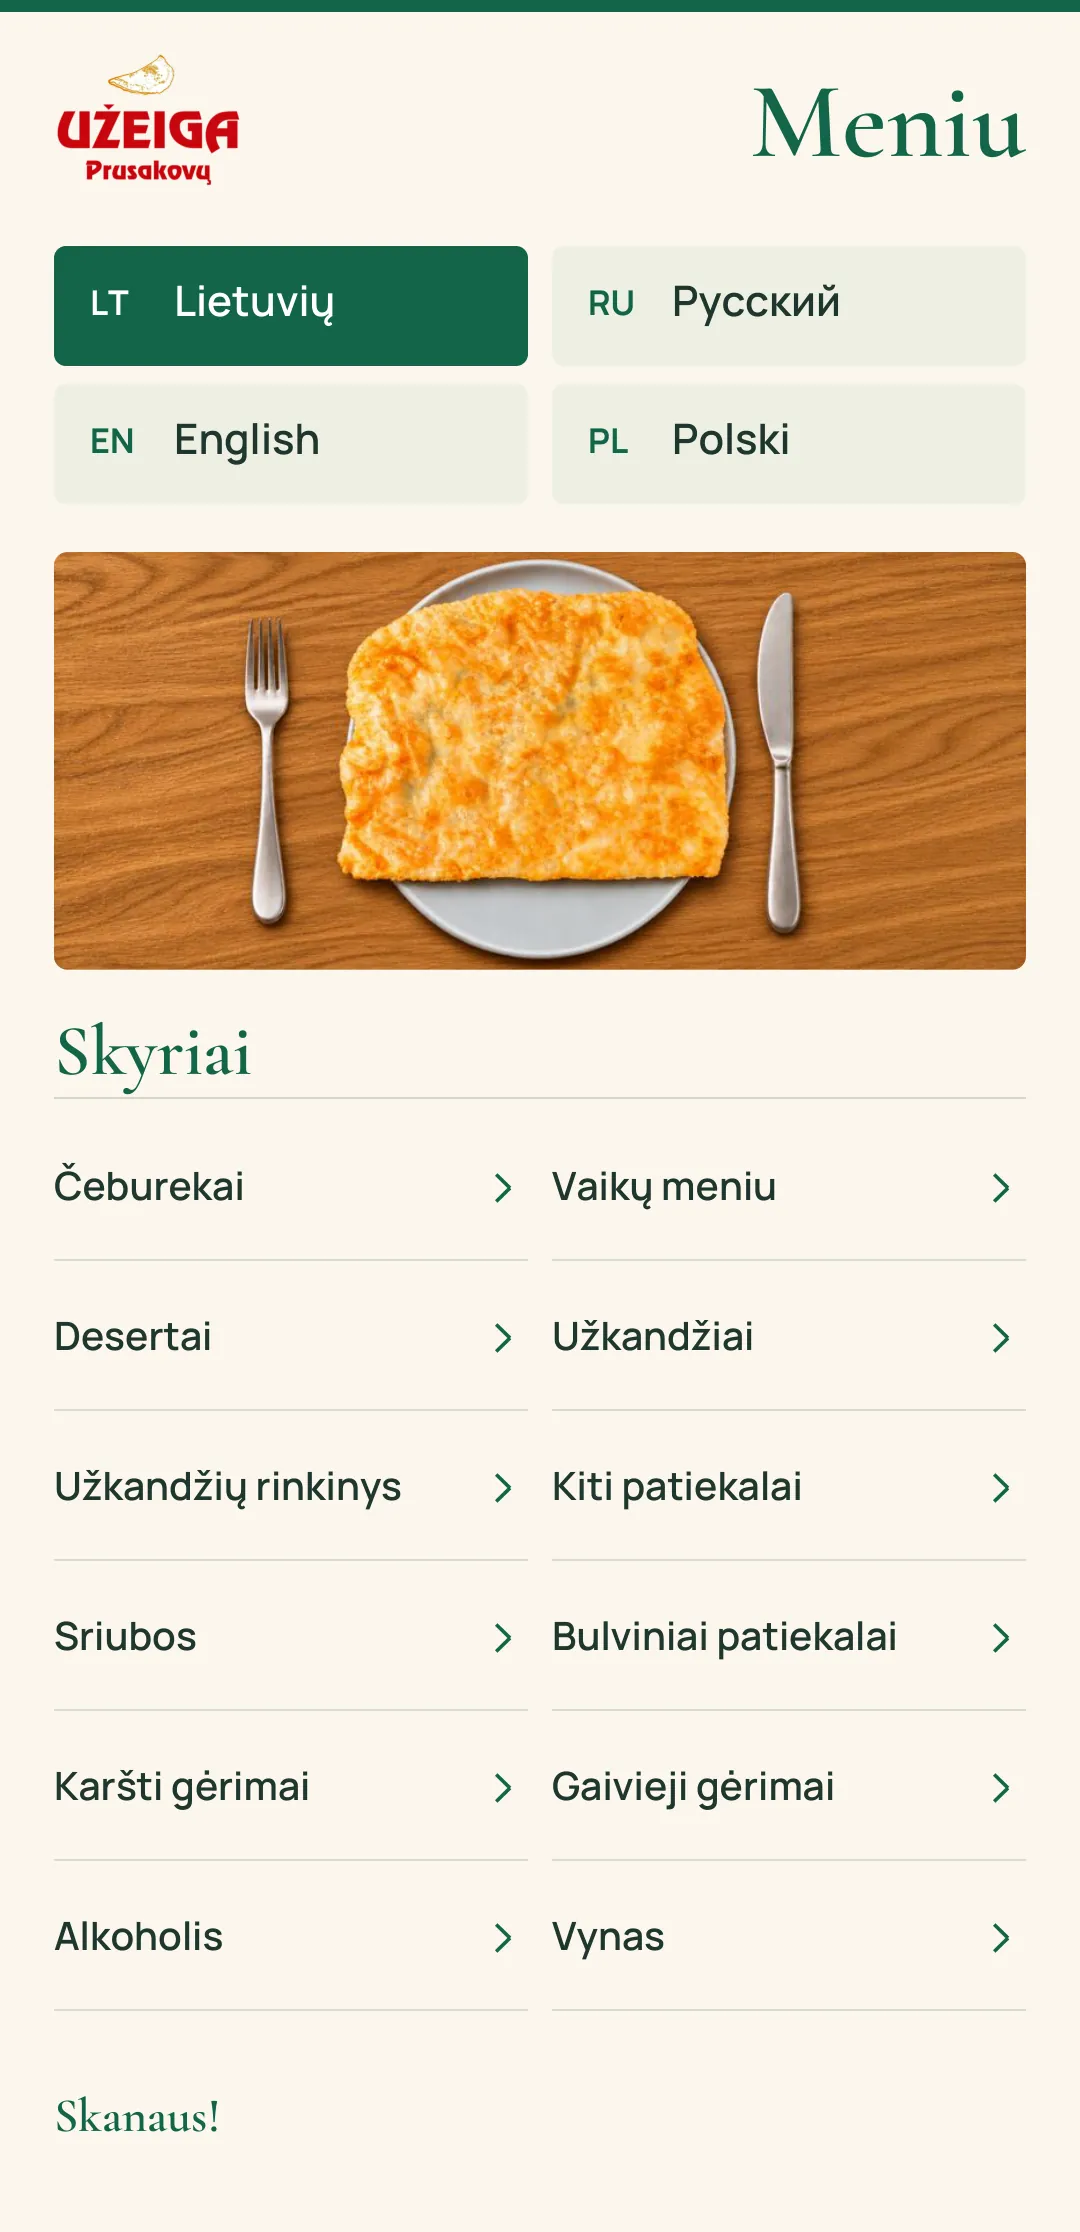 UŽEIGA
Prusakovų
Meniu
LT Lietuvių
RU Русский
EN English
PL Polski
Skyriai
Čeburekai
Vaikų meniu
Desertai
Užkandžiai
Užkandžių rinkinys
Kiti patiekalai
Sriubos
Bulviniai patiekalai
Karšti gėrimai
Gaivieji gėrimai
Alkoholis
Vynas
Skanaus!